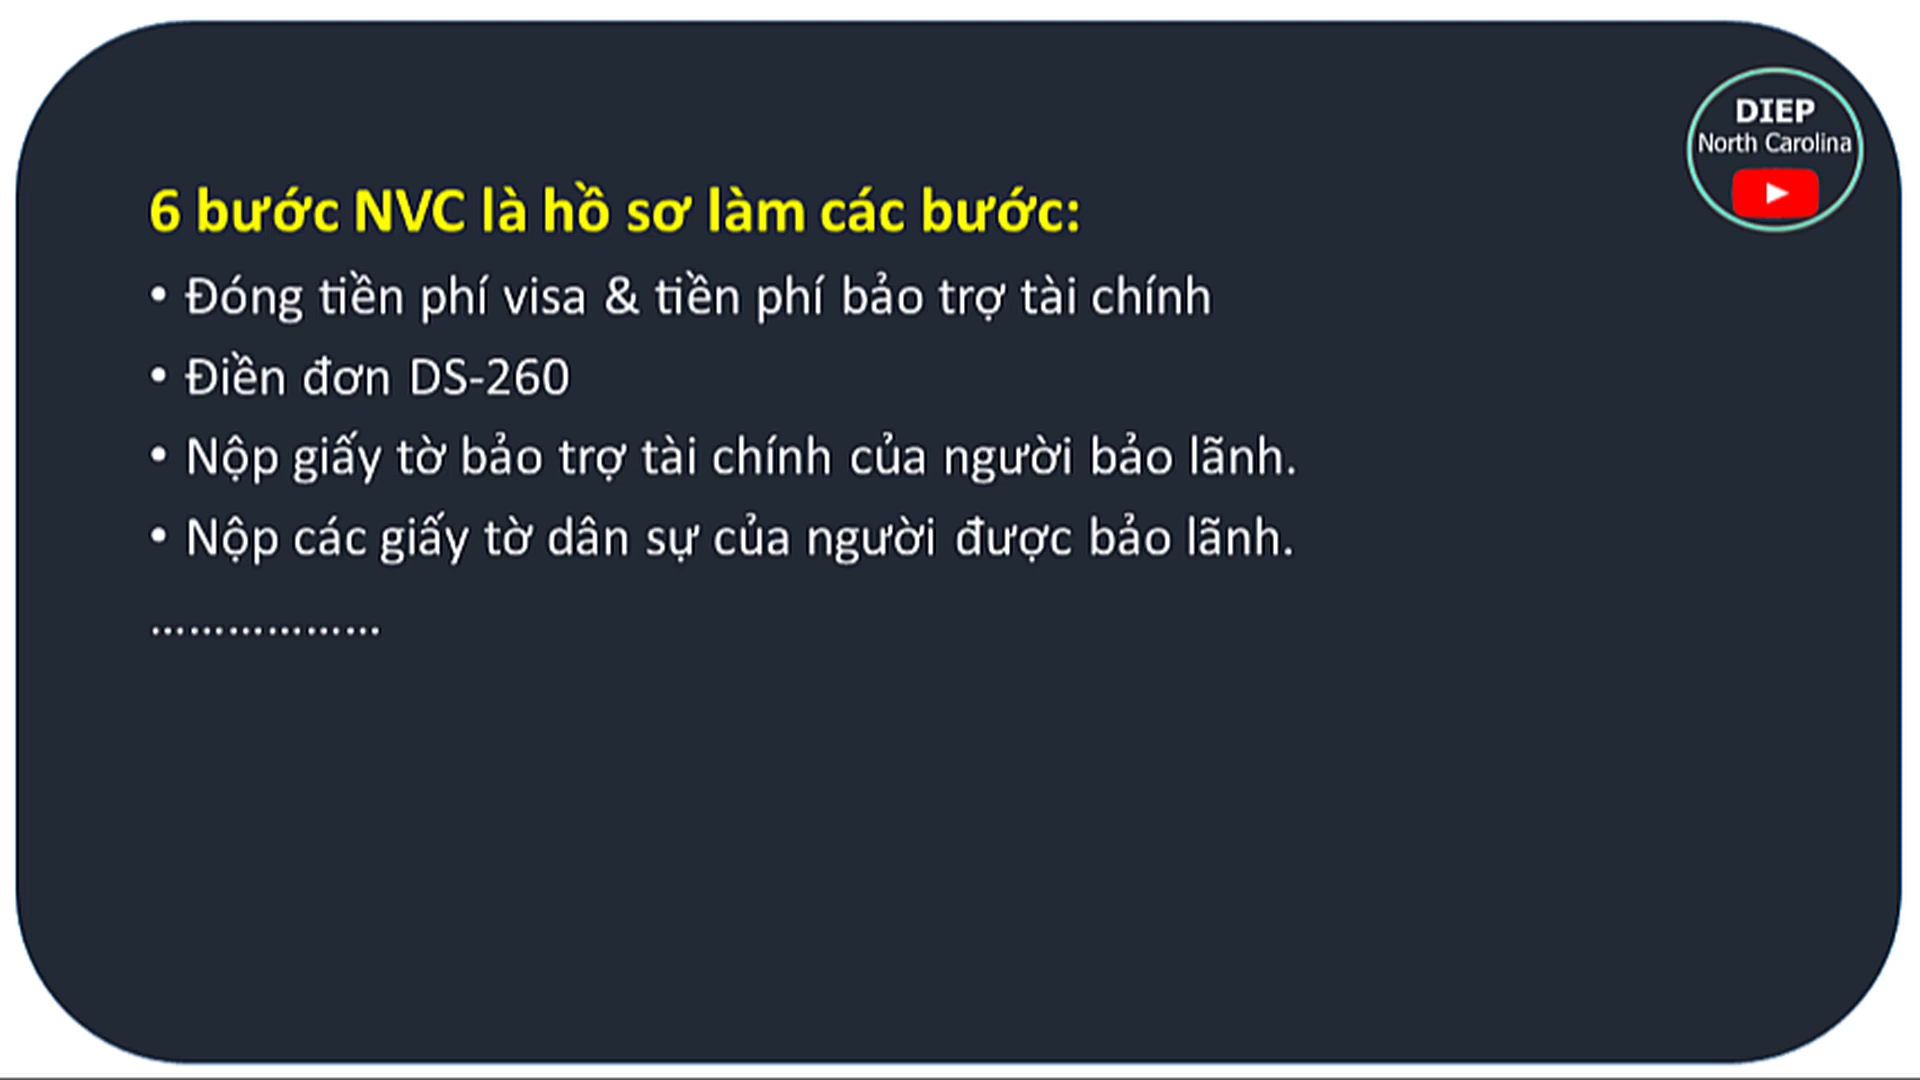 DIEP
North Carolina
6 bước NVC là hồ sơ làm các bước:
• Đóng tiền phí visa & tiền phí bảo trợ tài chính
• Điền đơn DS-260
• Nộp giấy tờ bảo trợ tài chính của người bảo lãnh.
• Nộp các giấy tờ dân sự của người được bảo lãnh.
………………